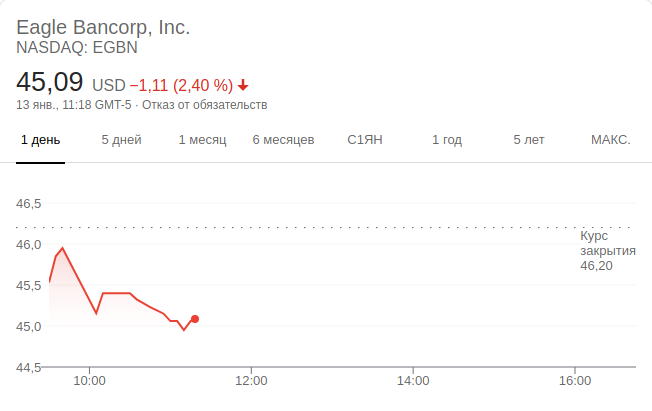 Eagle Bancorp, Inc.
NASDAQ: EGBN
45,09 USD −1,11 (2,40 %)
13 янв., 11:18 GMT-5 · Отказ от обязательств
1 день 5 дней 1 месяц 6 месяцев С1ЯН 1 год 5 лет МАКС.
46,5
Курс
закрытия
46,20
46,0
45,5
45,0
44,5
10:00 12:00 14:00 16:00